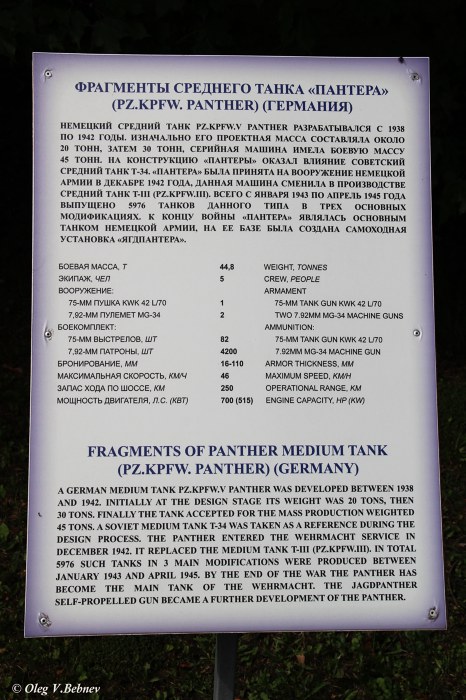 ФРАГМЕНТЫ СРЕДНЕГО ТАНКА «ПАНТЕРА»
(PZ.KPFW. PANTHER) (ГЕРМАНИЯ)
НЕМЕЦКИЙ СРЕДНИЙ ТАНК PZ.KPFW.V PANTHER РАЗРАБАТЫВАЛСЯ С 1938
ПО 1942 ГОДЫ. ИЗНАЧАЛЬНО ЕГО ПРОЕКТНАЯ МАССА СОСТАВЛЯЛА ОКОЛО
20 ТОНН, ЗАТЕМ 30 ТОНН, СЕРИЙНАЯ МАШИНА ИМЕЛА БОЕВУЮ МАССУ
45 ТОНН. НА КОНСТРУКЦИЮ «ПАНТЕРЫ» ОКАЗАЛ ВЛИЯНИЕ СОВЕТСКИЙ
СРЕДНИЙ ТАНК Т-34. «ПАНТЕРА» БЫЛА ПРИНЯТА НА ВООРУЖЕНИЕ НЕМЕЦКОЙ
АРМИИ В ДЕКАБРЕ 1942 ГОДА, ДАННАЯ МАШИНА СМЕНИЛА В ПРОИЗВОДСТВЕ
СРЕДНИЙ ТАНК Т-III (PZ.KPFW.III). ВСЕГО С ЯНВАРЯ 1943 ПО АПРЕЛЬ 1945 ГОДА
ВЫПУЩЕНО 5976 ТАНКОВ ДАННОГО ТИПА В ТРЕХ ОСНОВНЫХ
МОДИФИКАЦИЯХ. К КОНЦУ ВОЙНЫ «ПАНТЕРА» ЯВЛЯЛАСЬ ОСНОВНЫМ
ТАНКОМ НЕМЕЦКОЙ АРМИИ, НА ЕЕ БАЗЕ БЫЛА СОЗДАНА САМОХОДНАЯ
УСТАНОВКА «ЯГДПАНТЕРА».
БОЕВАЯ МАССА, Т 44,8 WEIGHT, TONNES
ЭКИПАЖ, ЧЕЛ 5 CREW, PEOPLE
ВООРУЖЕНИЕ: ARMAMENT
75-ММ ПУШКА KWK 42 L/70 1 75-MM TANK GUN KWK 42 L/70
7,92-ММ ПУЛЕМЕТ MG-34 2 TWO 7.92MM MG-34 MACHINE GUNS
БОЕКОМПЛЕКТ: AMMUNITION:
75-ММ ВЫСТРЕЛОВ, ШТ 82 75-MM TANK GUN KWK 42 L/70
7,92-ММ ПАТРОНЫ, ШТ 4200 7.92MM MG-34 MACHINE GUN
БРОНИРОВАНИЕ, ММ 16-110 ARMOR THICKNESS, MM
МАКСИМАЛЬНАЯ СКОРОСТЬ, КМ/Ч 46 MAXIMUM SPEED, KM/H
ЗАПАС ХОДА ПО ШОССЕ, КМ 250 OPERATIONAL RANGE, KM
МОЩНОСТЬ ДВИГАТЕЛЯ, Л.С. (КВТ) 700 (515) ENGINE CAPACITY, HP (KW)
FRAGMENTS OF PANTHER MEDIUM TANK
(PZ.KPFW. PANTHER) (GERMANY)
A GERMAN MEDIUM TANK PZ.KPFW.V PANTHER WAS DEVELOPED BETWEEN 1938
AND 1942. INITIALLY AT THE DESIGN STAGE ITS WEIGHT WAS 20 TONS, THEN
30 TONS. FINALLY THE TANK ACCEPTED FOR THE MASS PRODUCTION WEIGHTED
45 TONS. A SOVIET MEDIUM TANK T-34 WAS TAKEN AS A REFERENCE DURING THE
DESIGN PROCESS. THE PANTHER ENTERED THE WEHRMACHT SERVICE IN
DECEMBER 1942. IT REPLACED THE MEDIUM TANK T-III (PZ.KPFW.III). IN TOTAL
5976 SUCH TANKS IN 3 MAIN MODIFICATIONS WERE PRODUCED BETWEEN
JANUARY 1943 AND APRIL 1945. BY THE END OF THE WAR THE PANTHER HAS
BECOME THE MAIN TANK OF THE WEHRMACHT. THE JAGDPANTHER
SELF-PROPELLED GUN BECAME A FURTHER DEVELOPMENT OF THE PANTHER.
© Oleg V.Bebnev